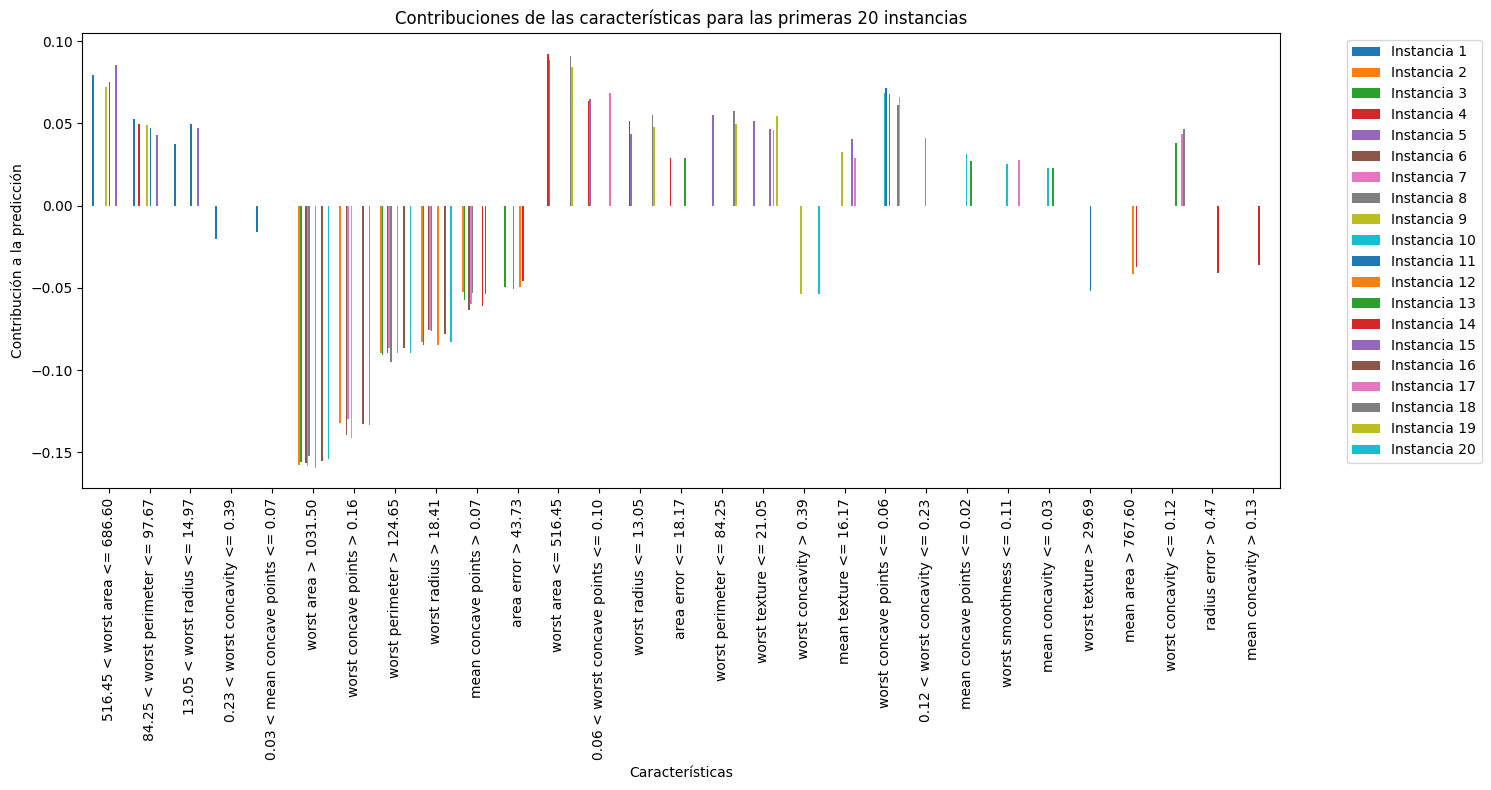 Contribuciones de las características para las primeras 20 instancias
Contribución a la predicción
0.10
0.05
0.00
−0.05
−0.10
−0.15
516.45 < worst area <= 686.60
84.25 < worst perimeter <= 97.67
13.05 < worst radius <= 14.97
0.23 < worst concavity <= 0.39
0.03 < mean concave points <= 0.07
worst area > 1031.50
worst concave points > 0.16
worst perimeter > 124.65
worst radius > 18.41
mean concave points > 0.07
area error > 43.73
worst area <= 516.45
0.06 < worst concave points <= 0.10
worst radius <= 13.05
area error <= 18.17
worst perimeter <= 84.25
worst texture <= 21.05
worst concavity > 0.39
mean texture <= 16.17
worst concave points <= 0.06
0.12 < worst concavity <= 0.23
mean concave points <= 0.02
worst smoothness <= 0.11
mean concavity <= 0.03
worst texture > 29.69
mean area > 767.60
worst concavity <= 0.12
radius error > 0.47
mean concavity > 0.13
Características
Instancia 1
Instancia 2
Instancia 3
Instancia 4
Instancia 5
Instancia 6
Instancia 7
Instancia 8
Instancia 9
Instancia 10
Instancia 11
Instancia 12
Instancia 13
Instancia 14
Instancia 15
Instancia 16
Instancia 17
Instancia 18
Instancia 19
Instancia 20